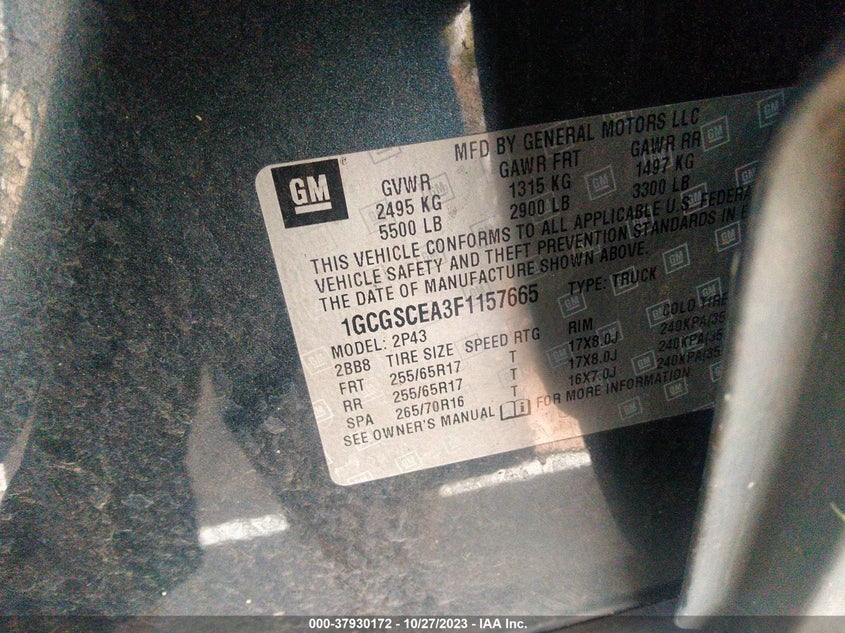 GM
MFD BY GENERAL MOTORS LLC
GVWR GAWR FRT GAWR RR
2495 KG 1315 KG 1497 KG
5500 LB 2900 LB 3300 LB
THIS VEHICLE CONFORMS TO ALL APPLICABLE U.S. FEDERA
VEHICLE SAFETY AND THEFT PREVENTION STANDARDS IN E
THE DATE OF MANUFACTURE SHOWN ABOVE.
1GCGSCEA3F1157665 TYPE: TRUCK
MODEL: 2P43
2BB8 TIRE SIZE SPEED RTG RIM COLD TIRE
FRT 255/65R17 T 17X8.0J 240KPA(35
RR 255/65R17 T 17X8.0J 240KPA(35
SPA 265/70R16 T 16X7.0J 240KPA(35
SEE OWNER'S MANUAL FOR MORE INFORMATION.
000-37930172 - 10/27/2023 - IAA Inc.